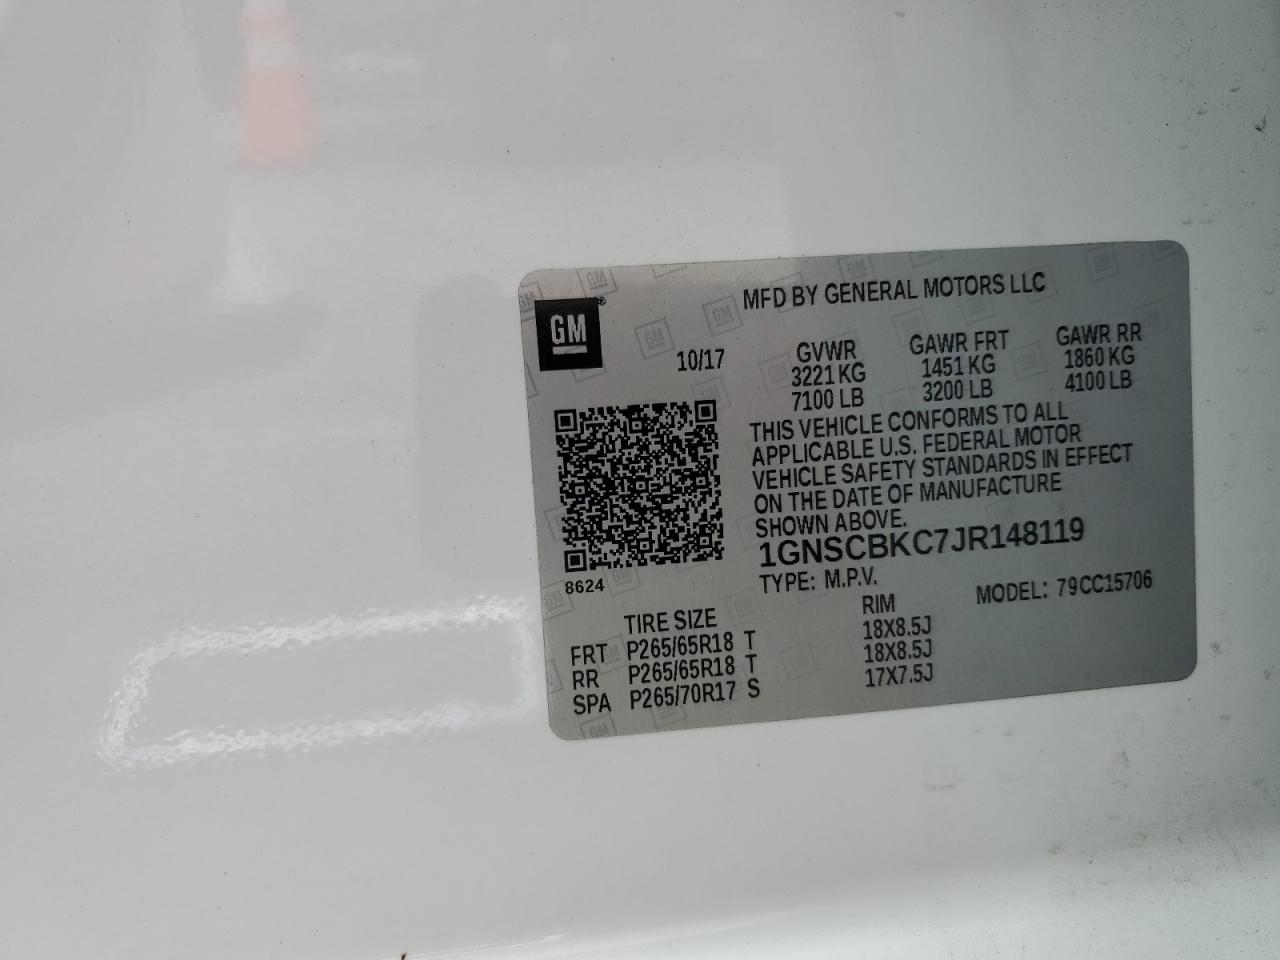 MFD BY GENERAL MOTORS LLC
GM
10/17
GVWR GAWR FRT GAWR RR
3221 KG 1451 KG 1860 KG
7100 LB 3200 LB 4100 LB
THIS VEHICLE CONFORMS TO ALL
APPLICABLE U.S. FEDERAL MOTOR
VEHICLE SAFETY STANDARDS IN EFFECT
ON THE DATE OF MANUFACTURE
SHOWN ABOVE.
1GNSCBKC7JR148119
8624
TYPE: M.P.V. MODEL: 79CC15706
TIRE SIZE RIM
FRT P265/65R18 T 18X8.5J
RR P265/65R18 T 18X8.5J
SPA P265/70R17 S 17X7.5J